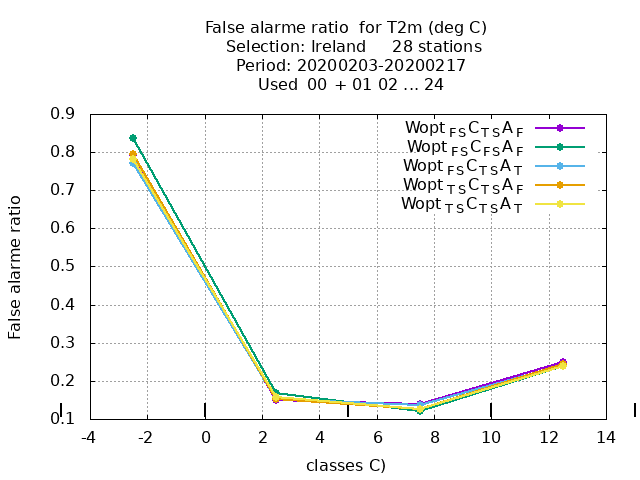 False alarme ratio  for T2m (deg C)
Selection: Ireland     28 stations
Period: 20200203-20200217
Used  00 + 01 02 ... 24
False alarme ratio
0.9
0.8
0.7
0.6
0.5
0.4
0.3
0.2
0.1
Wopt FS C TS A F
Wopt FS C FS A F
Wopt FS C TS A T
Wopt TS C TS A F
Wopt TS C TS A T
-4 -2 0 2 4 6 8 10 12 14
classes C)